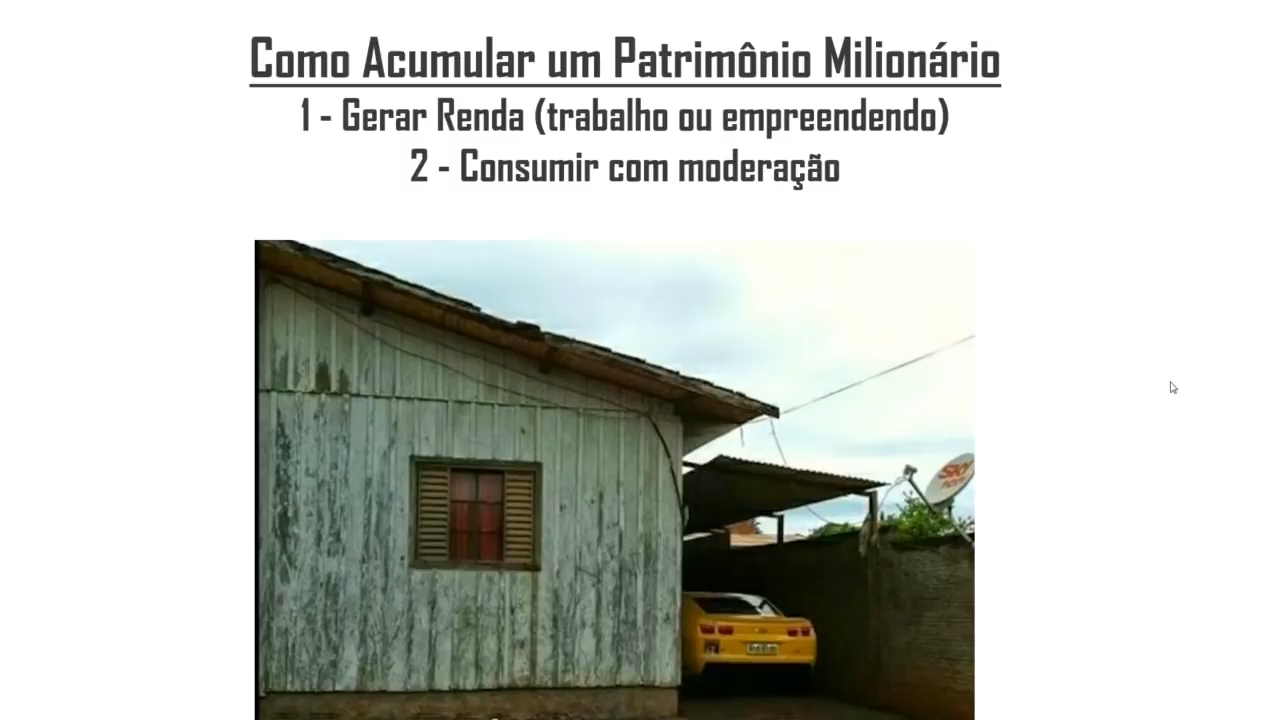 Como Acumular um Patrimônio Milionário
1 - Gerar Renda (trabalho ou empreendendo)
2 - Consumir com moderação
SKY